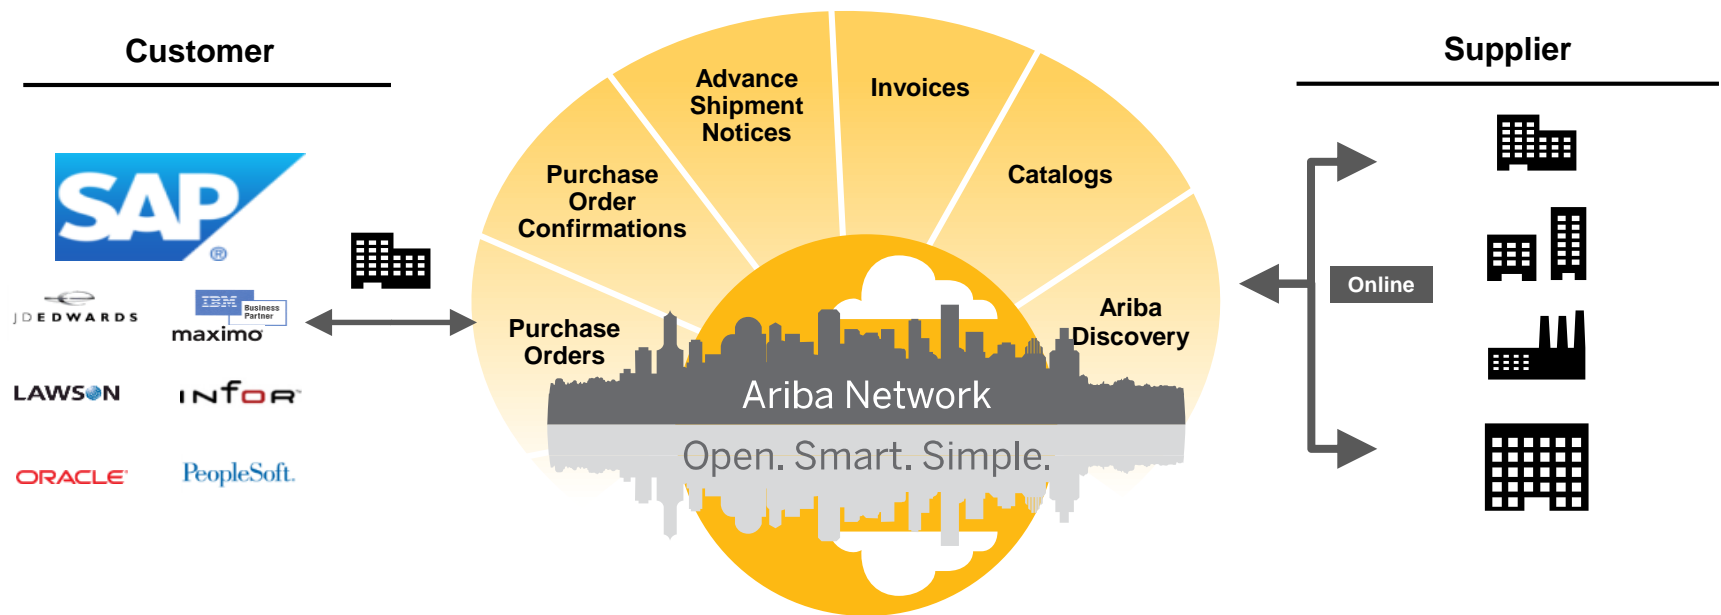 Customer
Supplier
SAP
®
JDEDWARDS
IBM
Business
Partner
maximo
LAWSON
INFOR™
ORACLE®
PeopleSoft.
Purchase
Orders
Purchase
Order
Confirmations
Advance
Shipment
Notices
Invoices
Catalogs
Ariba
Discovery
Ariba Network
Open. Smart. Simple.
Online